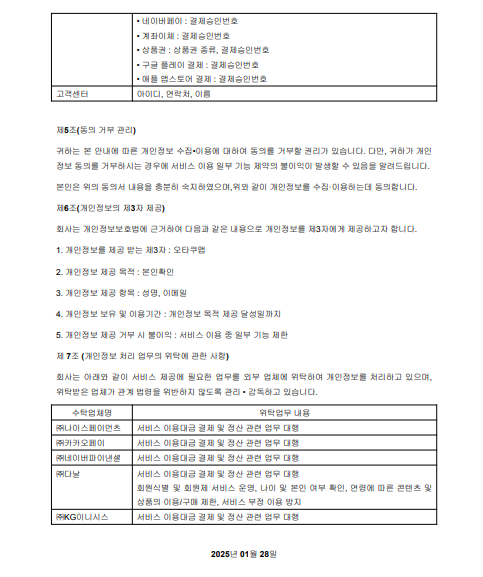 • 네이버페이 : 결제승인번호
• 계좌이체 : 결제승인번호
• 상품권 : 상품권 종류, 결제승인번호
• 구글 플레이 결제 : 결제승인번호
• 애플 앱스토어 결제 : 결제승인번호
고객센터 아이디, 연락처, 이름
제5조(동의 거부 관리)
귀하는 본 안내에 따른 개인정보 수집•이용에 대하여 동의를 거부할 권리가 있습니다. 다만, 귀하가 개인
정보 동의를 거부하시는 경우에 서비스 이용 일부 기능 제약의 불이익이 발생할 수 있음을 알려드립니다.
본인은 위의 동의서 내용을 충분히 숙지하였으며,위와 같이 개인정보를 수집·이용하는데 동의합니다.
제6조(개인정보의 제3자 제공)
회사는 개인정보보호법에 근거하여 다음과 같은 내용으로 개인정보를 제3자에게 제공하고자 합니다.
1. 개인정보를 제공 받는 제3자 : 오타쿠맵
2. 개인정보 제공 목적 : 본인확인
3. 개인정보 제공 항목 : 성명, 이메일
4. 개인정보 보유 및 이용기간 : 개인정보 목적 제공 달성일까지
5. 개인정보 제공 거부 시 불이익 : 서비스 이용 중 일부 기능 제한
제 7조 (개인정보 처리 업무의 위탁에 관한 사항)
회사는 아래와 같이 서비스 제공에 필요한 업무를 외부 업체에 위탁하여 개인정보를 처리하고 있으며,
위탁받은 업체가 관계 법령을 위반하지 않도록 관리 • 감독하고 있습니다.
수탁업체명 위탁업무 내용
㈜나이스페이먼츠 서비스 이용대금 결제 및 정산 관련 업무 대행
㈜카카오페이 서비스 이용대금 결제 및 정산 관련 업무 대행
㈜네이버파이낸셜 서비스 이용대금 결제 및 정산 관련 업무 대행
㈜다날 서비스 이용대금 결제 및 정산 관련 업무 대행
회원식별 및 회원제 서비스 운영, 나이 및 본인 여부 확인, 연령에 따른 콘텐츠 및
상품의 이용/구매 제한, 서비스 부정 이용 방지
㈜KG이니시스 서비스 이용대금 결제 및 정산 관련 업무 대행
2025년 01월 28일